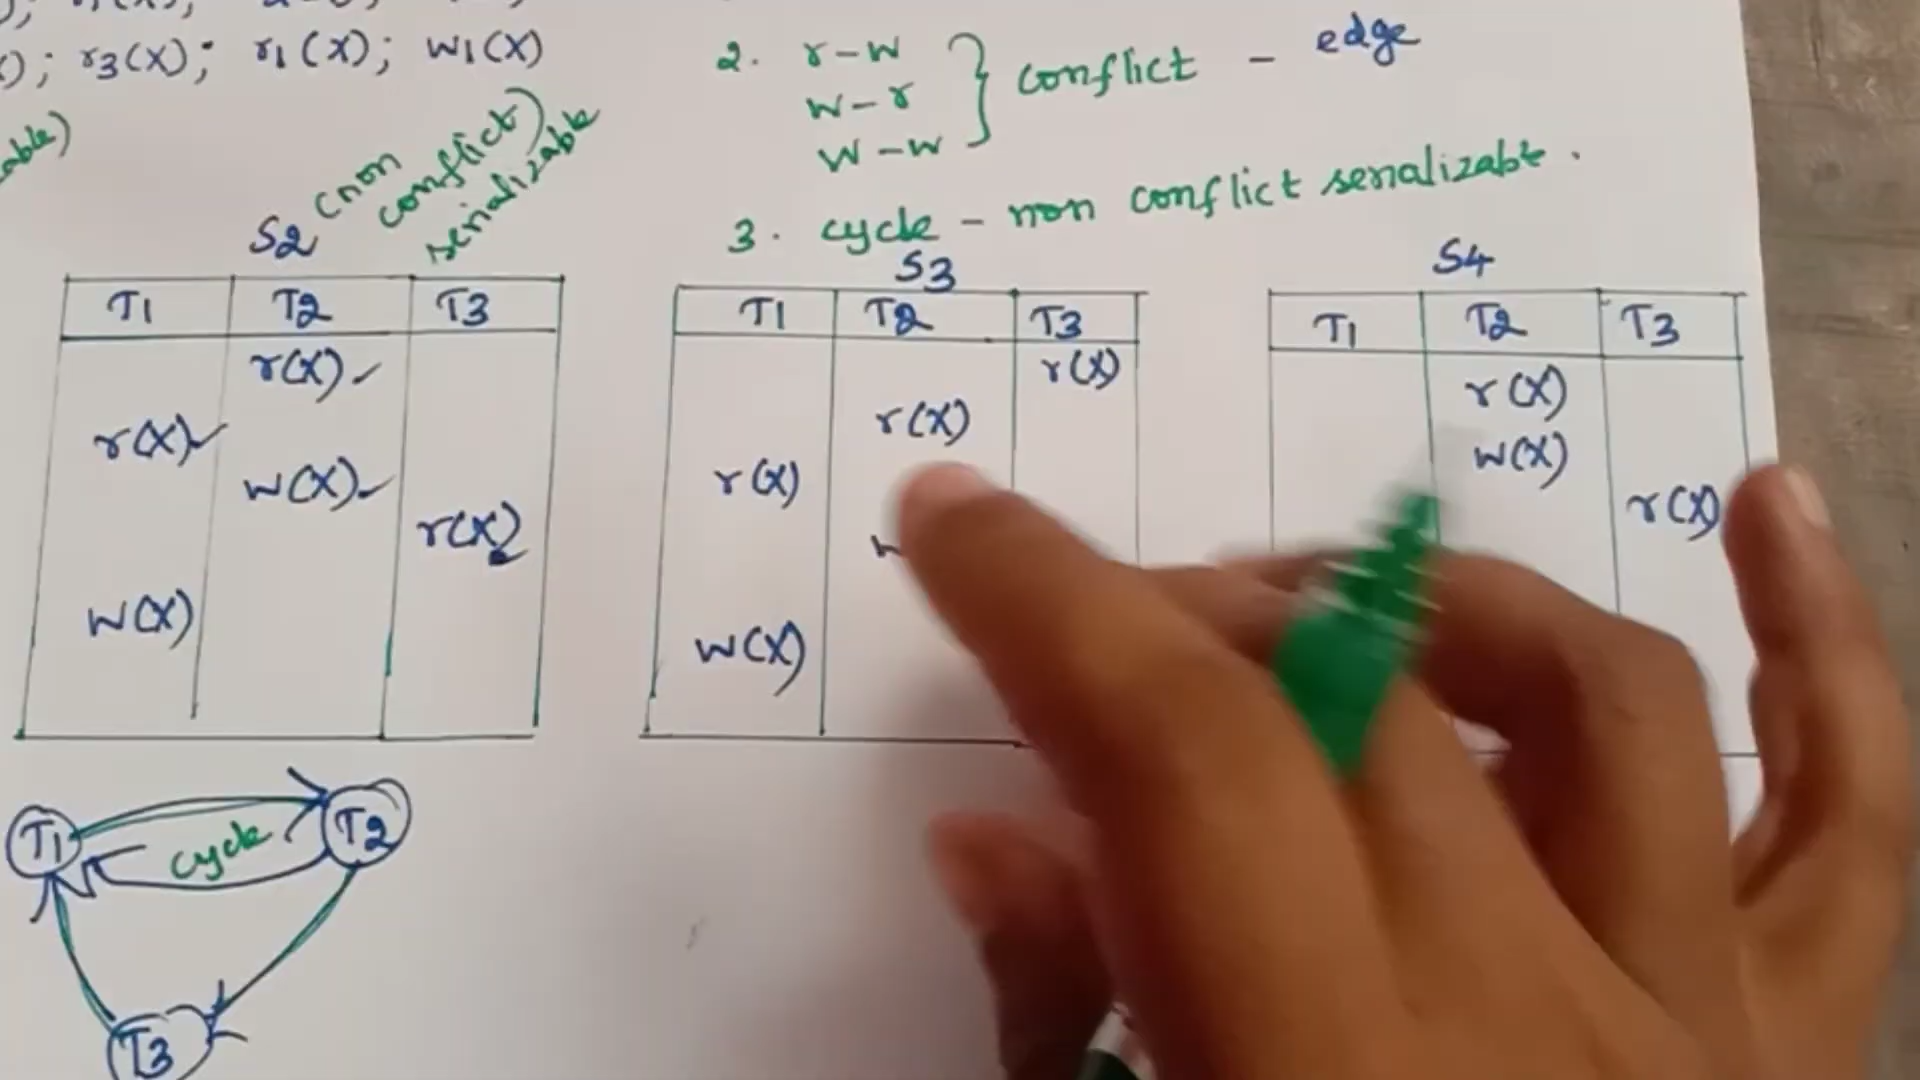 r3(X); r1(X); W1(X)
2. r-W
W-r
W-W
conflict - edge
3. cycle - non conflict serializable.
S2 (non conflict) serializable
T1 T2 T3
r(X)
r(X)
W(X)
r(X)
W(X)
S3
T1 T2 T3
r(X)
r(X)
r(X)
W(X)
S4
T1 T2 T3
r(X)
W(X)
r(X)
T1 cycle T2
T3